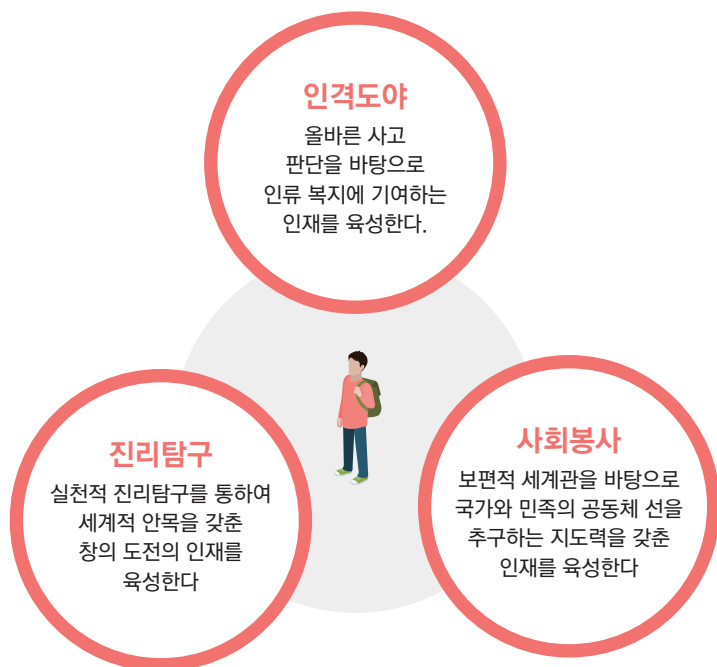 인격도야
올바른 사고
판단을 바탕으로
인류 복지에 기여하는
인재를 육성한다.
진리탐구
실천적 진리탐구를 통하여
세계적 안목을 갖춘
창의 도전의 인재를
육성한다
사회봉사
보편적 세계관을 바탕으로
국가와 민족의 공동체 선을
추구하는 지도력을 갖춘
인재를 육성한다